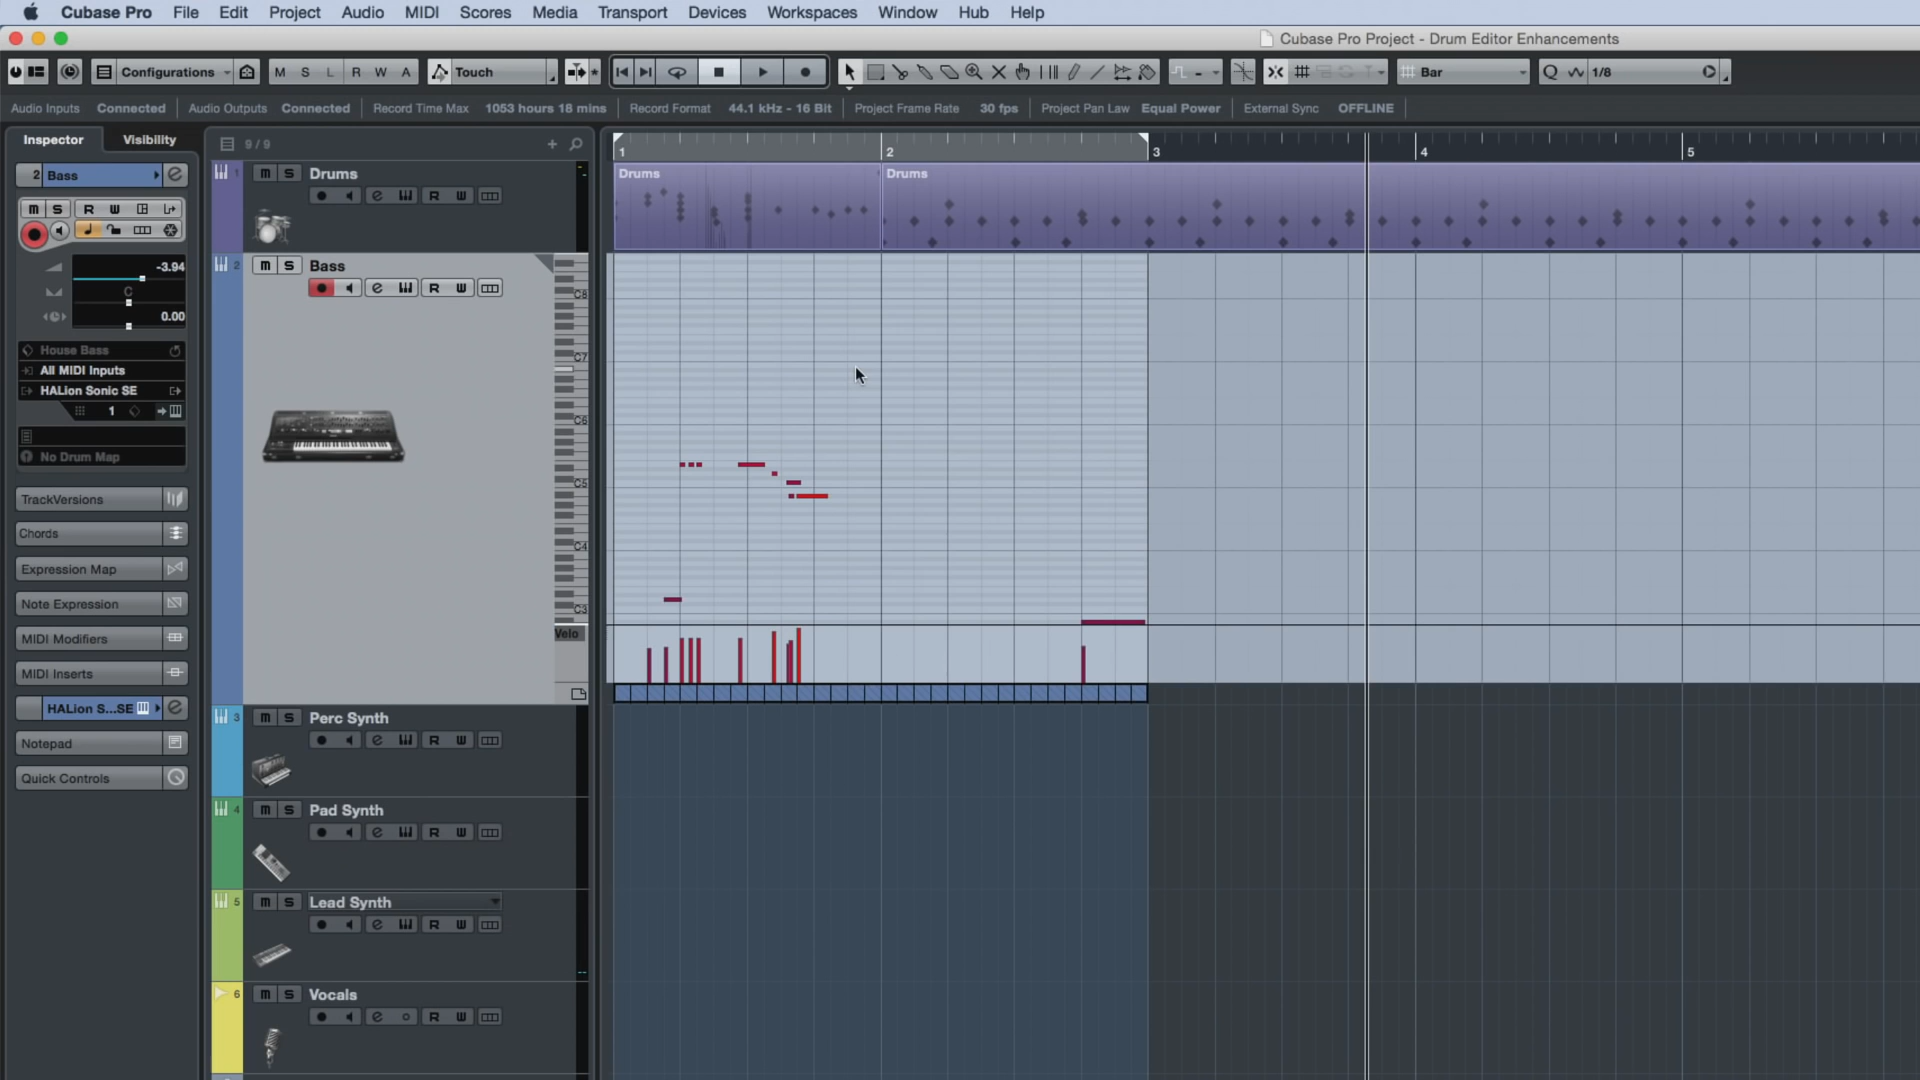 Cubase Pro File Edit Project Audio MIDI Scores Media Transport Devices Workspaces Window Hub Help
Cubase Pro Project - Drum Editor Enhancements
Configurations M S L R W A Touch Bar Q 1/8
Audio Inputs Connected Audio Outputs Connected Record Time Max 1053 hours 18 mins Record Format 44.1 kHz - 16 Bit Project Frame Rate 30 fps Project Pan Law Equal Power External Sync OFFLINE
Inspector Visibility 9 / 9
1 2 3 4 5
2 Bass
1 m S Drums
R W
Drums Drums
m S R W
-3.94
C
0.00
House Bass
All MIDI Inputs
HALion Sonic SE
1
No Drum Map
TrackVersions
Chords
Expression Map
Note Expression
MIDI Modifiers
MIDI Inserts
HALion S...SE
Notepad
Quick Controls
2 m S Bass
R W
C8
C7
C6
C5
C4
C3
Velo
3 m S Perc Synth
R W
4 m S Pad Synth
R W
5 m S Lead Synth
R W
6 m S Vocals
R W